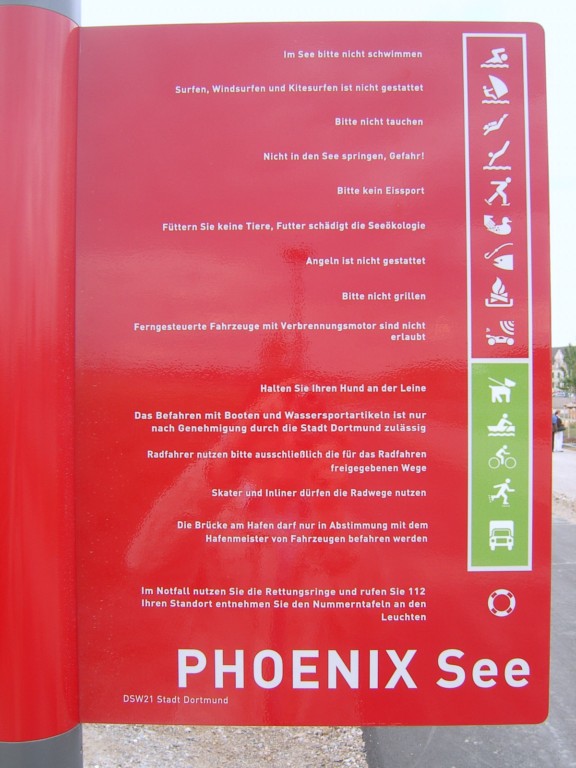 Im See bitte nicht schwimmen
Surfen, Windsurfen und Kitesurfen ist nicht gestattet
Bitte nicht tauchen
Nicht in den See springen, Gefahr!
Bitte kein Eissport
Füttern Sie keine Tiere, Futter schädigt die Seeökologie
Angeln ist nicht gestattet
Bitte nicht grillen
Ferngesteuerte Fahrzeuge mit Verbrennungsmotor sind nicht
erlaubt
Halten Sie Ihren Hund an der Leine
Das Befahren mit Booten und Wassersportartikeln ist nur
nach Genehmigung durch die Stadt Dortmund zulässig
Radfahrer nutzen bitte ausschließlich die für das Radfahren
freigegebenen Wege
Skater und Inliner dürfen die Radwege nutzen
Die Brücke am Hafen darf nur in Abstimmung mit dem
Hafenmeister von Fahrzeugen befahren werden
Im Notfall nutzen Sie die Rettungsringe und rufen Sie 112
Ihren Standort entnehmen Sie den Nummerntafeln an den
Leuchten
PHOENIX See
DSW21 Stadt Dortmund